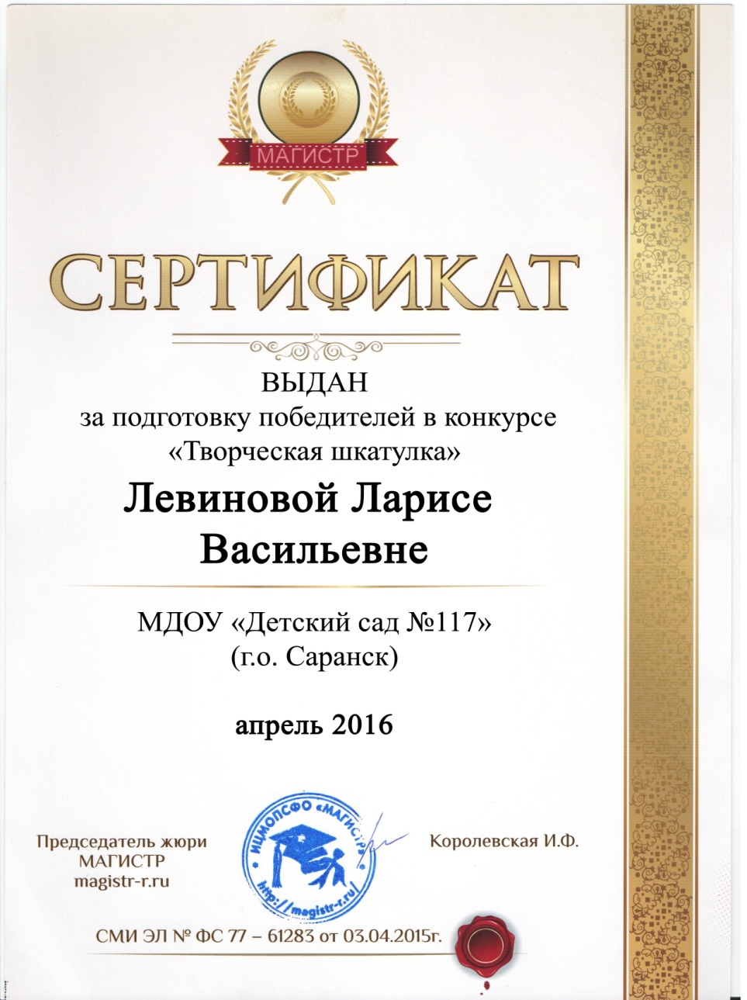 МАГИСТР
СЕРТИФИКАТ
ВЫДАН
за подготовку победителей в конкурсе
«Творческая шкатулка»
Левиновой Ларисе
Васильевне
МДОУ «Детский сад №117»
(г.о. Саранск)
апрель 2016
ИЦМОПСФО «МАГИСТР»
http://magistr-r.ru/
Председатель жюри
МАГИСТР
magistr-r.ru
Королевская И.Ф.
СМИ ЭЛ № ФС 77 – 61283 от 03.04.2015г.